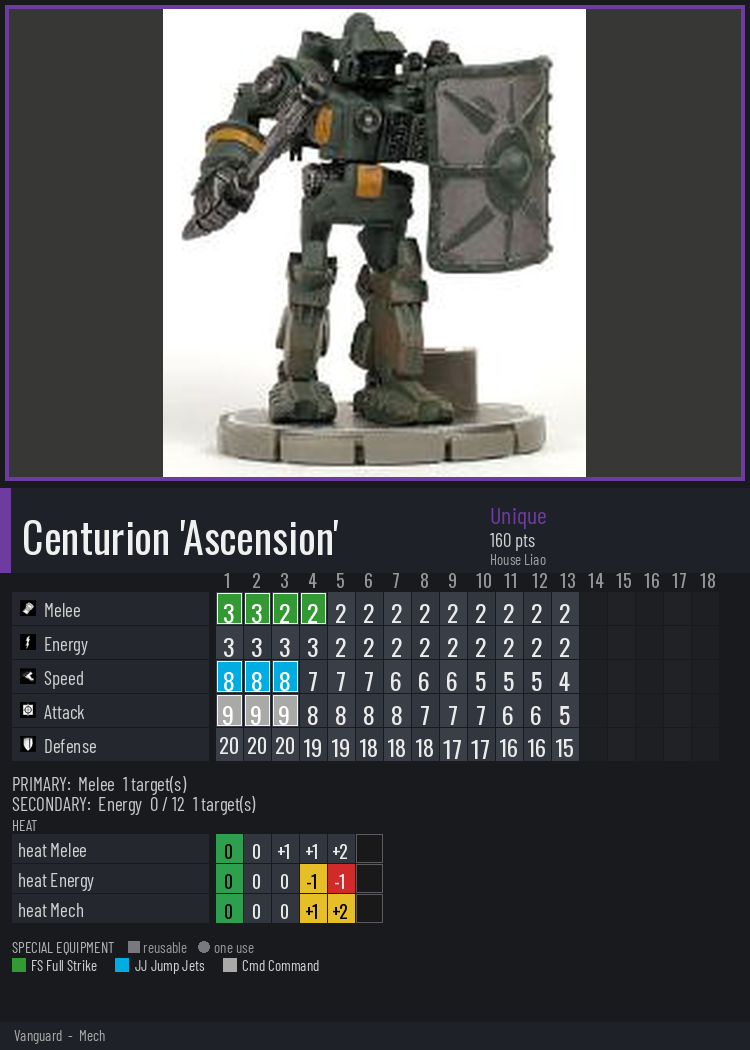 Centurion 'Ascension'
Unique
160 pts
House Liao
1 2 3 4 5 6 7 8 9 10 11 12 13 14 15 16 17 18
Melee 3 3 2 2 2 2 2 2 2 2 2 2 2
Energy 3 3 3 3 2 2 2 2 2 2 2 2 2
Speed 8 8 8 7 7 7 6 6 6 5 5 5 4
Attack 9 9 9 8 8 8 8 7 7 7 6 6 5
Defense 20 20 20 19 19 18 18 18 17 17 16 16 15
PRIMARY: Melee 1 target(s)
SECONDARY: Energy 0 / 12 1 target(s)
HEAT
heat Melee 0 0 +1 +1 +2
heat Energy 0 0 0 -1 -1
heat Mech 0 0 0 +1 +2
SPECIAL EQUIPMENT reusable one use
FS Full Strike JJ Jump Jets Cmd Command
Vanguard - Mech